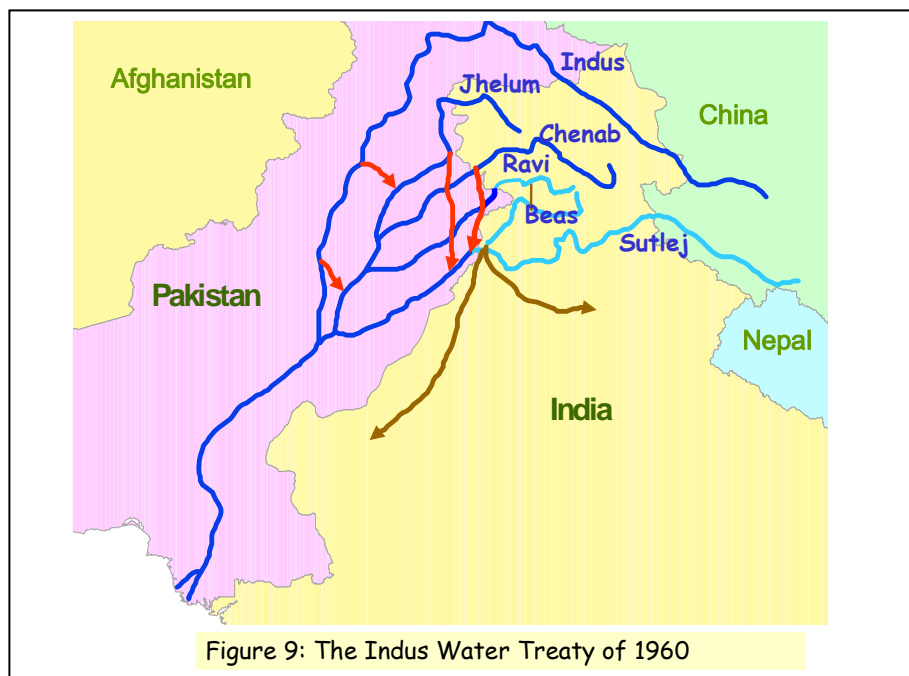 Afghanistan
Indus
Jhelum
China
Chenab
Ravi
Beas
Sutlej
Pakistan
Nepal
India
Figure 9: The Indus Water Treaty of 1960